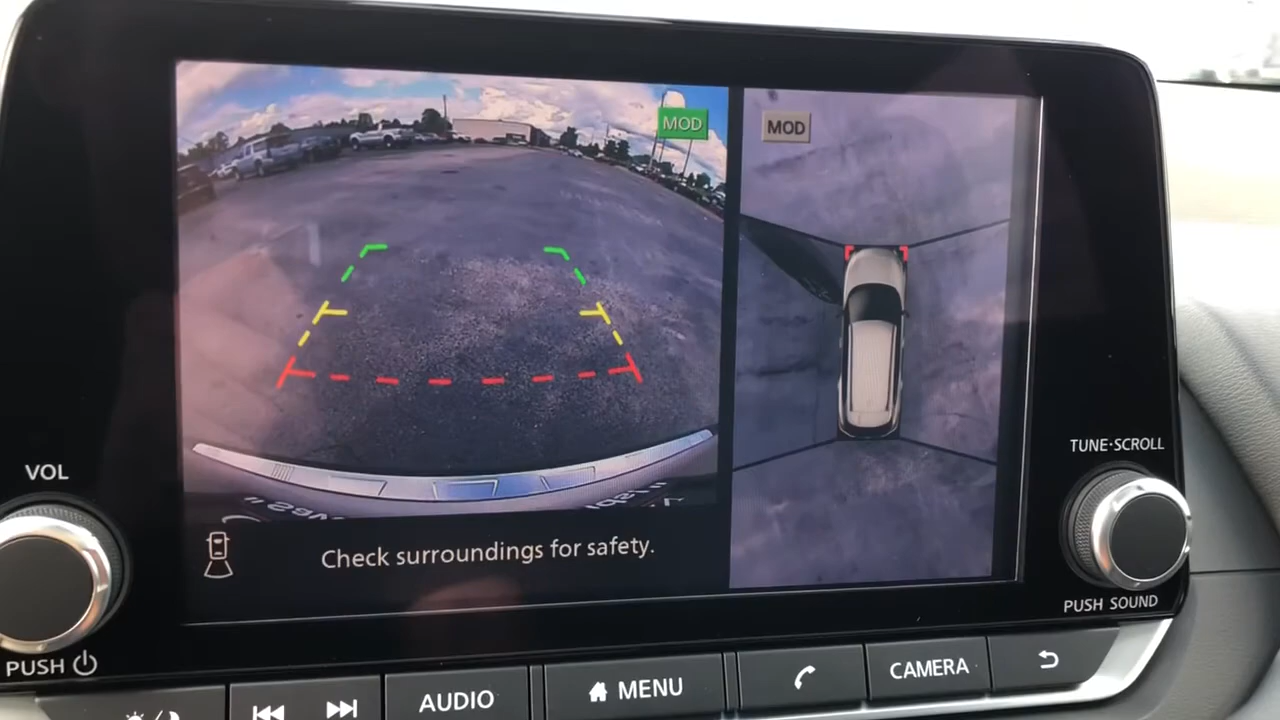 MOD
MOD
VOL
TUNE·SCROLL
Check surroundings for safety.
PUSH SOUND
PUSH
AUDIO
MENU
CAMERA